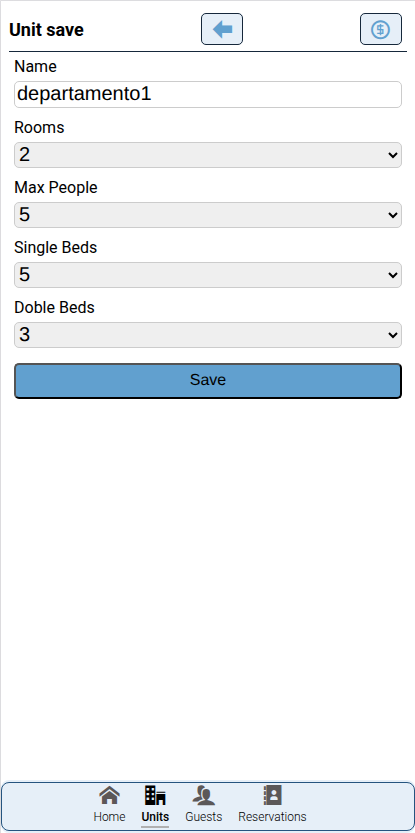 Unit save
Name
departamento1
Rooms
2
Max People
5
Single Beds
5
Doble Beds
3
Save
Home Units Guests Reservations